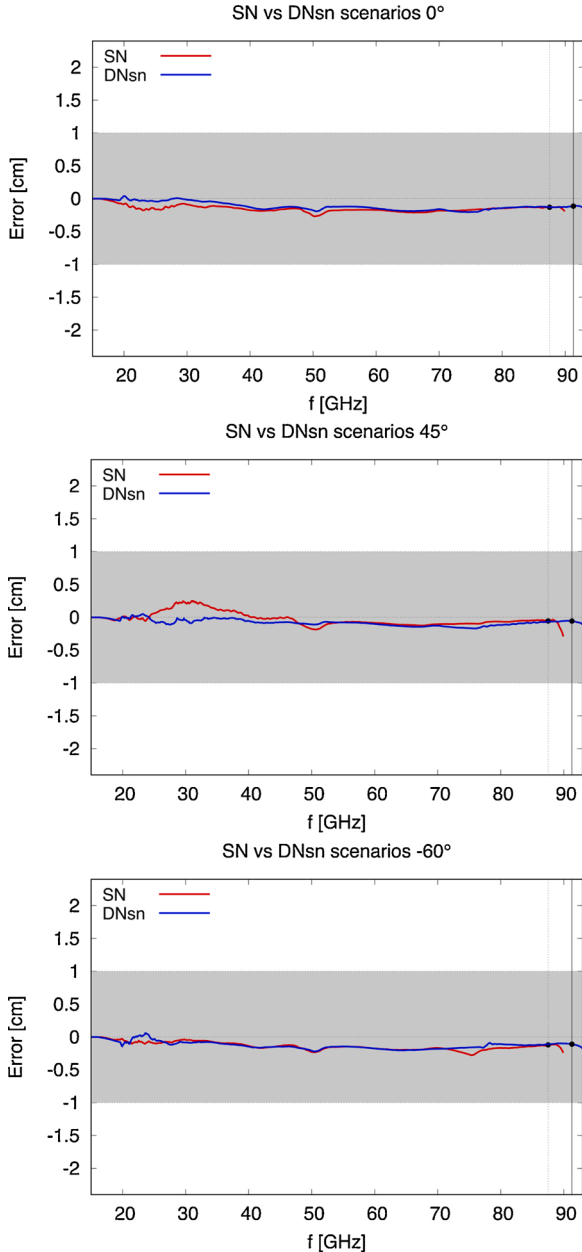 SN vs DNsn scenarios 0°
SN
DNsn
2
1.5
1
0.5
0
-0.5
-1
-1.5
-2
Error [cm]
20 30 40 50 60 70 80 90
f [GHz]
SN vs DNsn scenarios 45°
SN
DNsn
2
1.5
1
0.5
0
-0.5
-1
-1.5
-2
Error [cm]
20 30 40 50 60 70 80 90
f [GHz]
SN vs DNsn scenarios -60°
SN
DNsn
2
1.5
1
0.5
0
-0.5
-1
-1.5
-2
Error [cm]
20 30 40 50 60 70 80 90
f [GHz]